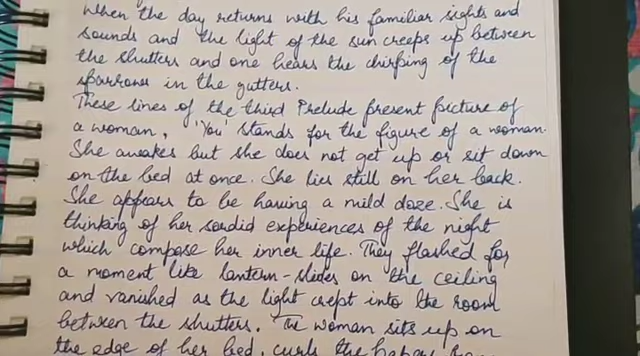 When the day returns with his familiar sights and
sounds and the light of the sun creeps up between
the shutters and one hears the chirping of the
sparrows in the gutters.
These lines of the third Prelude present picture of
a woman, 'You' stands for the figure of a woman.
She awakes but she does not get up or sit down
on the bed at once. She lies still on her back.
She appears to be having a mild doze. She is
thinking of her sordid experiences of the night
which compose her inner life. They flashed for
a moment like lantern-slides on the ceiling
and vanished as the light crept into the room
between the shutters. The woman sits up on
the edge of her bed, curls the papers from